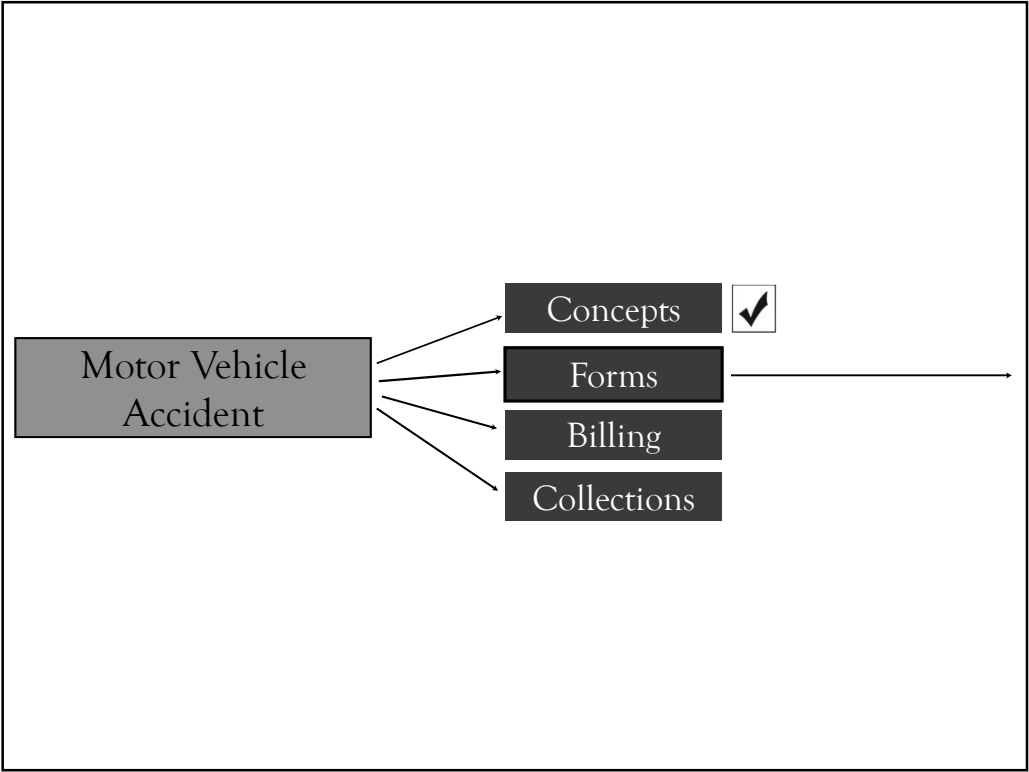 Motor Vehicle
Accident
Concepts
Forms
Billing
Collections